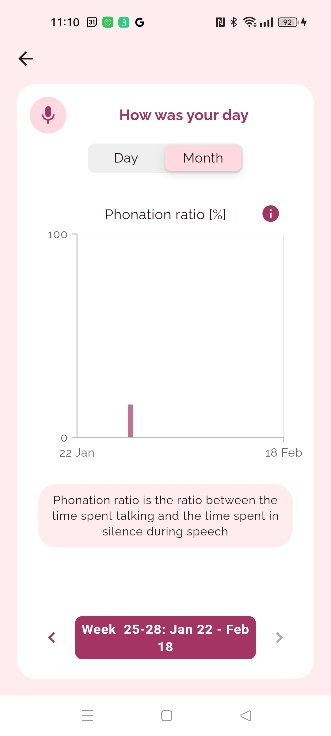 11:10 31 G 92
How was your day
Day Month
Phonation ratio [%] i
100
0
22 Jan 18 Feb
Phonation ratio is the ratio between the
time spent talking and the time spent in
silence during speech
Week 25-28: Jan 22 - Feb
18